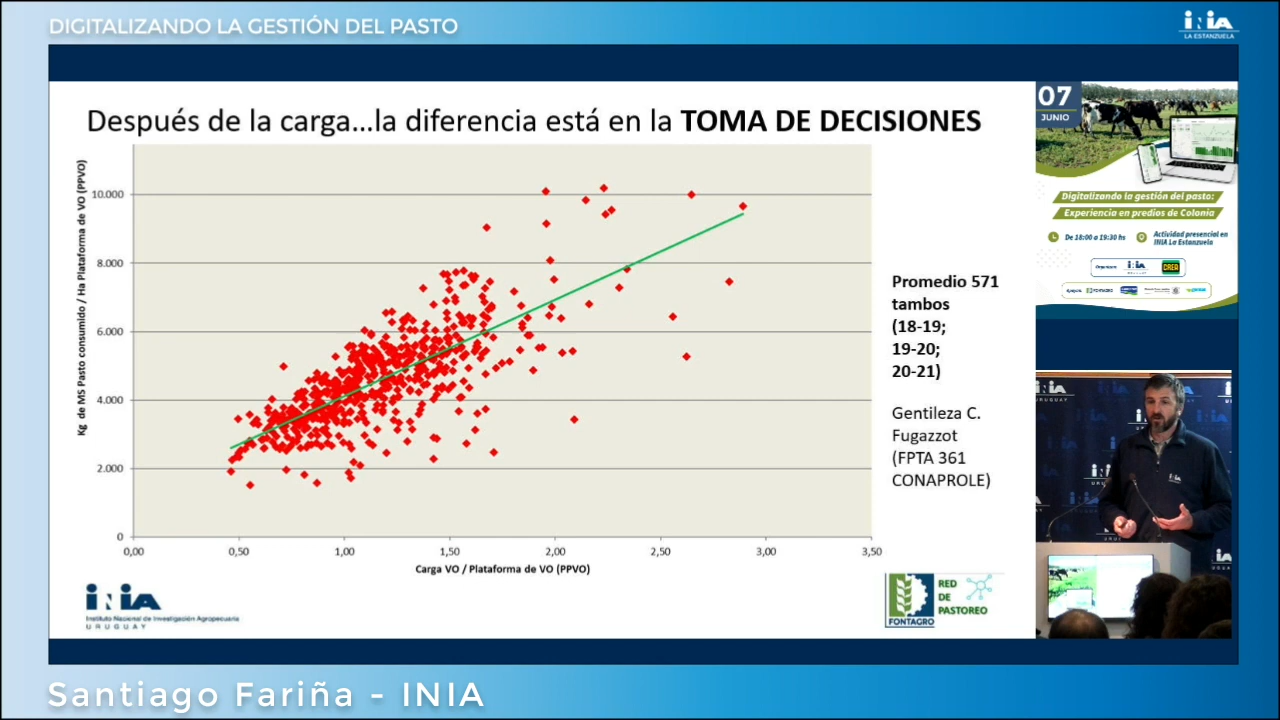 DIGITALIZANDO LA GESTIÓN DEL PASTO
INIA
LA ESTANZUELA
Después de la carga...la diferencia está en la TOMA DE DECISIONES
Kg de MS Pasto consumido / Ha Plataforma de VO (PPVO)
10.000
8.000
6.000
4.000
2.000
0
0,00
0,50
1,00
1,50
2,00
2,50
3,00
3,50
Carga VO / Plataforma de VO (PPVO)
Promedio 571
tambos
(18-19;
19-20;
20-21)
Gentileza C.
Fugazzot
(FPTA 361
CONAPROLE)
INIA
Instituto Nacional de Investigación Agropecuaria
URUGUAY
FONTAGRO
RED
DE
PASTOREO
07
JUNIO
Digitalizando la gestión del pasto:
Experiencia en predios de Colonia
De 18:00 a 19:30 hs
Actividad presencial en
INIA La Estanzuela
INIA
CREA
FONTAGRO
INIA
URUGUAY
Santiago Fariña - INIA